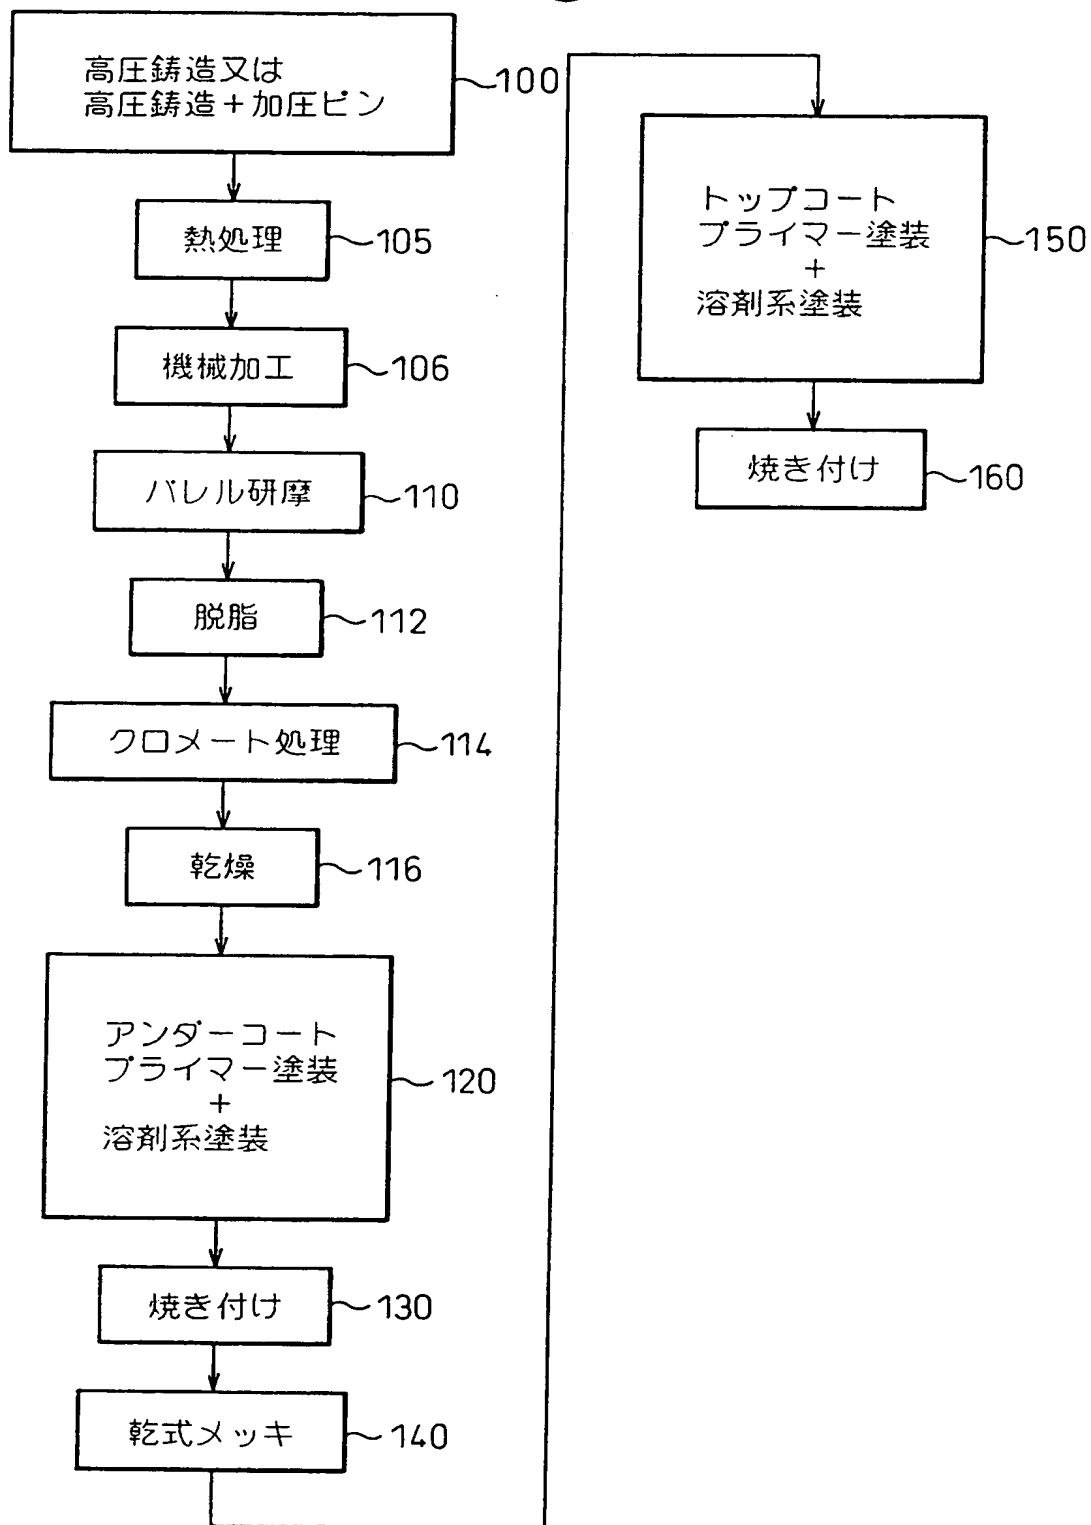 高圧鋳造又は
高圧鋳造+加圧ピン
100
熱処理
105
機械加工
106
バレル研摩
110
脱脂
112
クロメート処理
114
乾燥
116
アンダーコート
プライマー塗装
+
溶剤系塗装
120
焼き付け
130
乾式メッキ
140
トップコート
プライマー塗装
+
溶剤系塗装
150
焼き付け
160